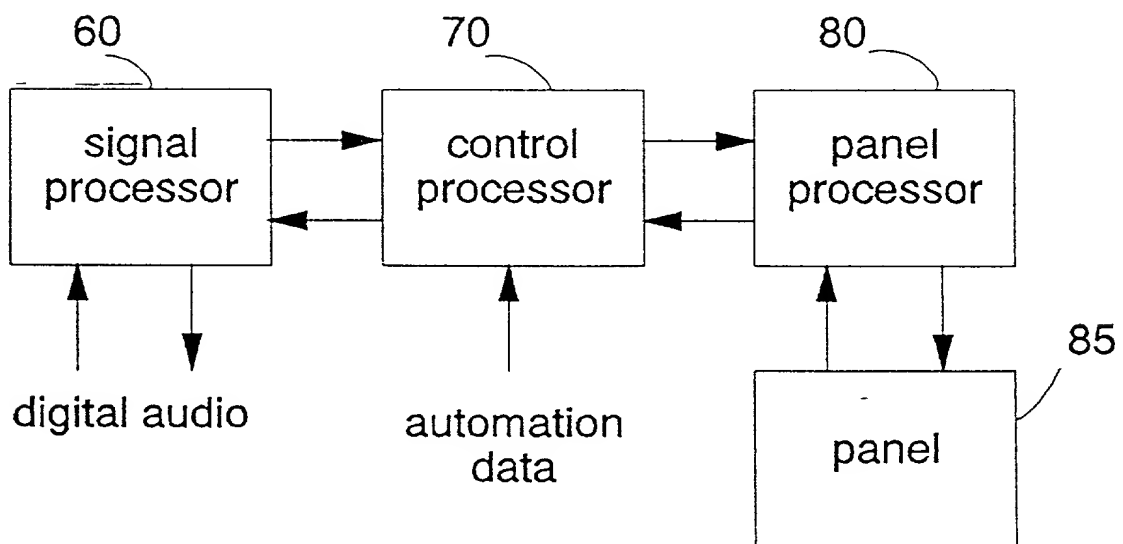 60
70
80
signal
processor
control
processor
panel
processor
85
digital audio
automation
data
panel